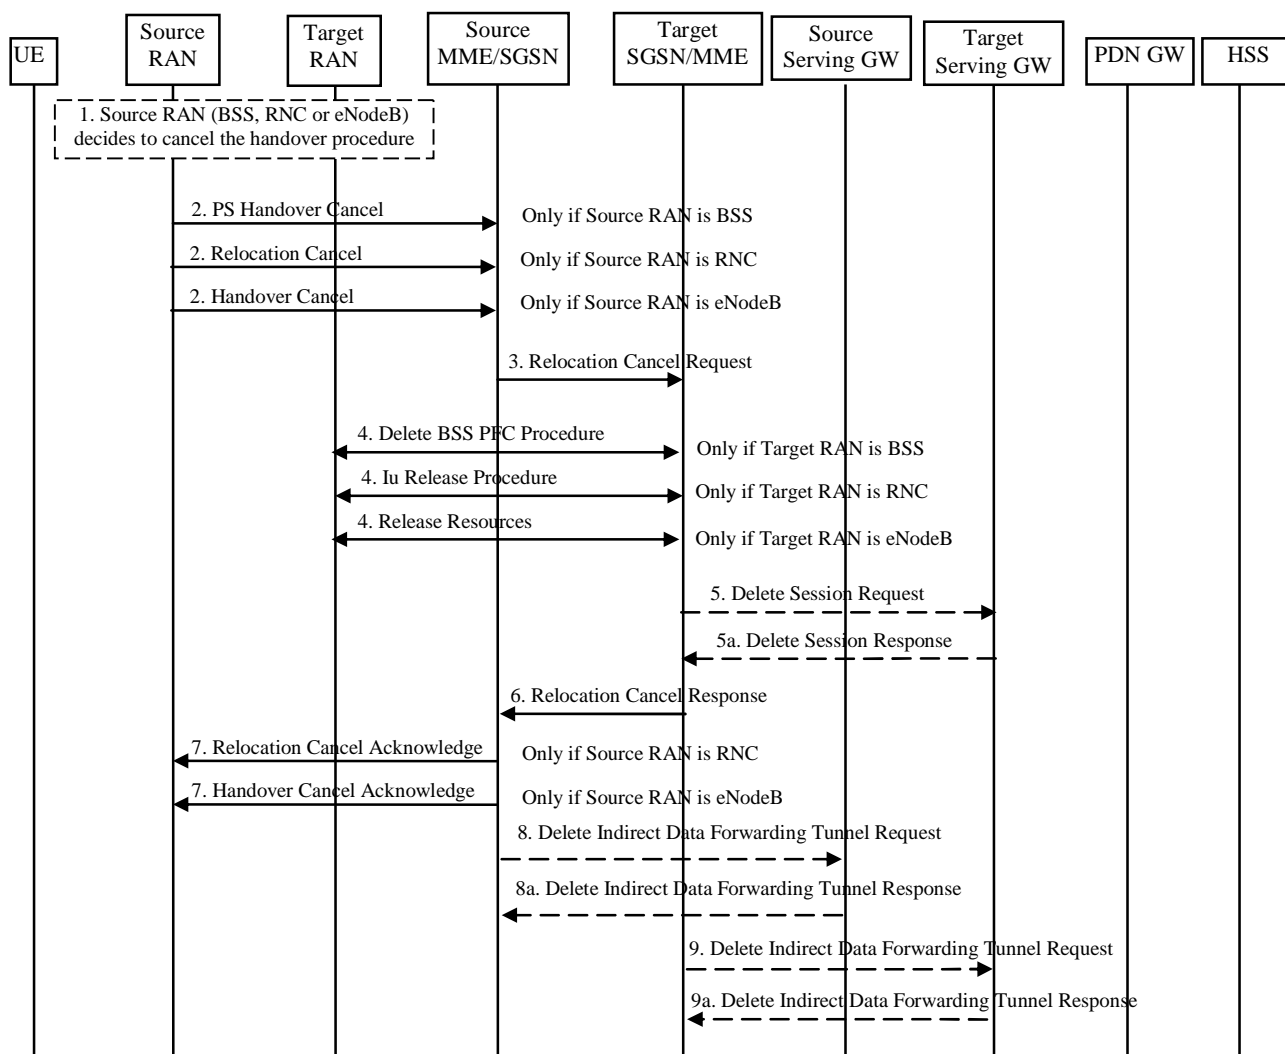 UE
Source
RAN
Target
RAN
Source
MME/SGSN
Target
SGSN/MME
Source
Serving GW
Target
Serving GW
PDN GW
HSS
1. Source RAN (BSS, RNC or eNodeB)
decides to cancel the handover procedure
2. PS Handover Cancel
Only if Source RAN is BSS
2. Relocation Cancel
Only if Source RAN is RNC
2. Handover Cancel
Only if Source RAN is eNodeB
3. Relocation Cancel Request
4. Delete BSS PFC Procedure
Only if Target RAN is BSS
4. Iu Release Procedure
Only if Target RAN is RNC
4. Release Resources
Only if Target RAN is eNodeB
5. Delete Session Request
5a. Delete Session Response
6. Relocation Cancel Response
7. Relocation Cancel Acknowledge
Only if Source RAN is RNC
7. Handover Cancel Acknowledge
Only if Source RAN is eNodeB
8. Delete Indirect Data Forwarding Tunnel Request
8a. Delete Indirect Data Forwarding Tunnel Response
9. Delete Indirect Data Forwarding Tunnel Request
9a. Delete Indirect Data Forwarding Tunnel Response